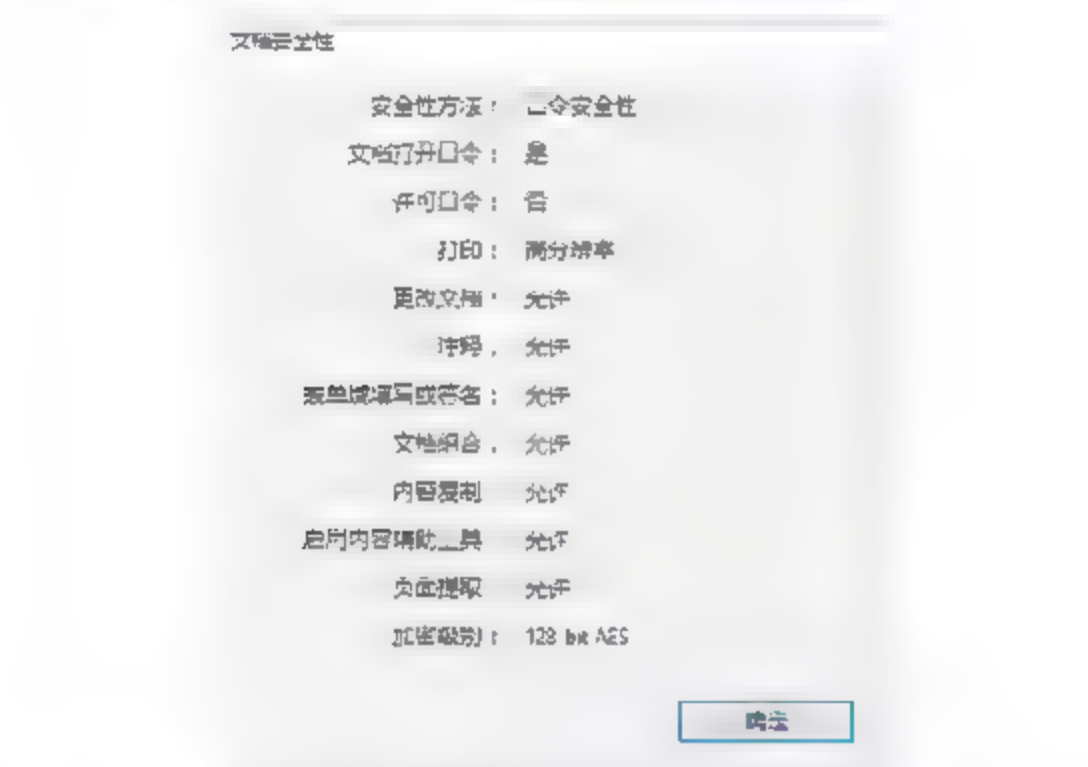 文档安全性
安全性方法： 口令安全性
文档打开口令： 是
许可口令： 否
打印： 高分辨率
更改文档： 允许
注释： 允许
表单域填写或签名： 允许
文档组合： 允许
内容复制 允许
启用内容辅助工具 允许
页面提取 允许
加密级别： 128-bit AES
确定